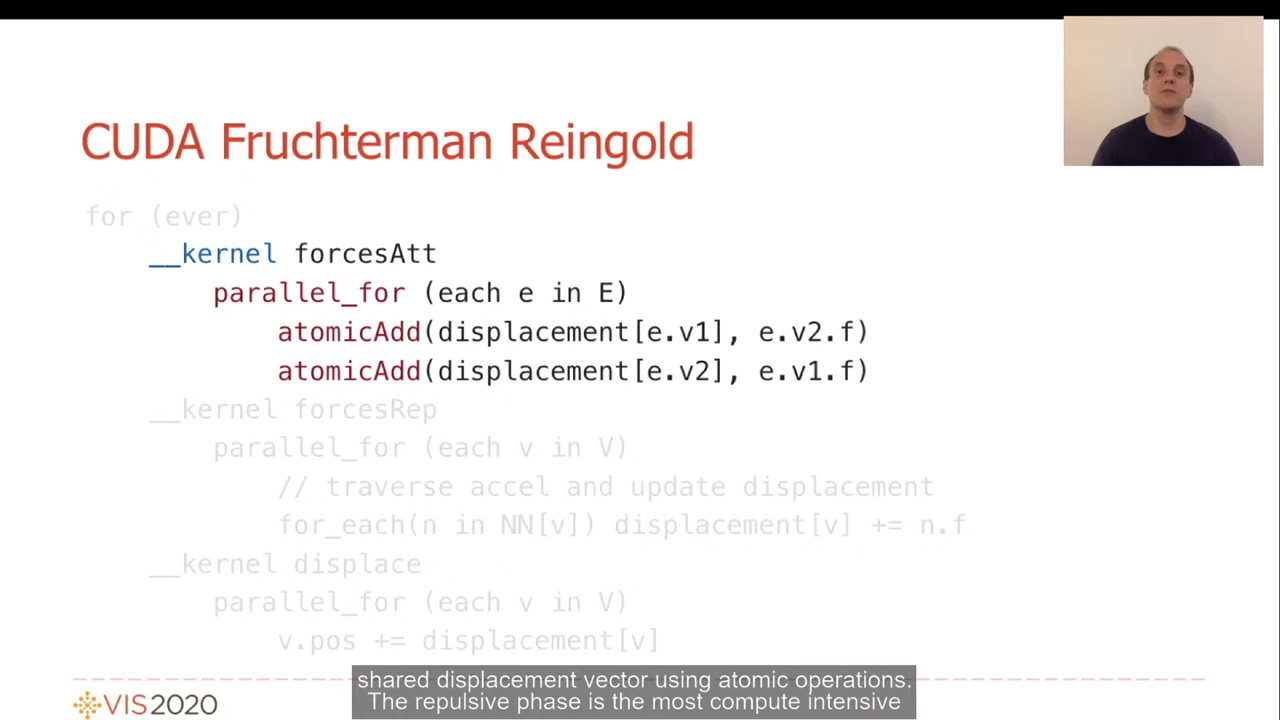 CUDA Fruchterman Reingold
for (ever)
__kernel forcesAtt
parallel_for (each e in E)
atomicAdd(displacement[e.v1], e.v2.f)
atomicAdd(displacement[e.v2], e.v1.f)
__kernel forcesRep
parallel_for (each v in V)
// traverse accel and update displacement
for_each(n in NN[v]) displacement[v] += n.f
__kernel displace
parallel_for (each v in V)
v.pos += displacement[v]
shared displacement vector using atomic operations.
The repulsive phase is the most compute intensive
VIS2020